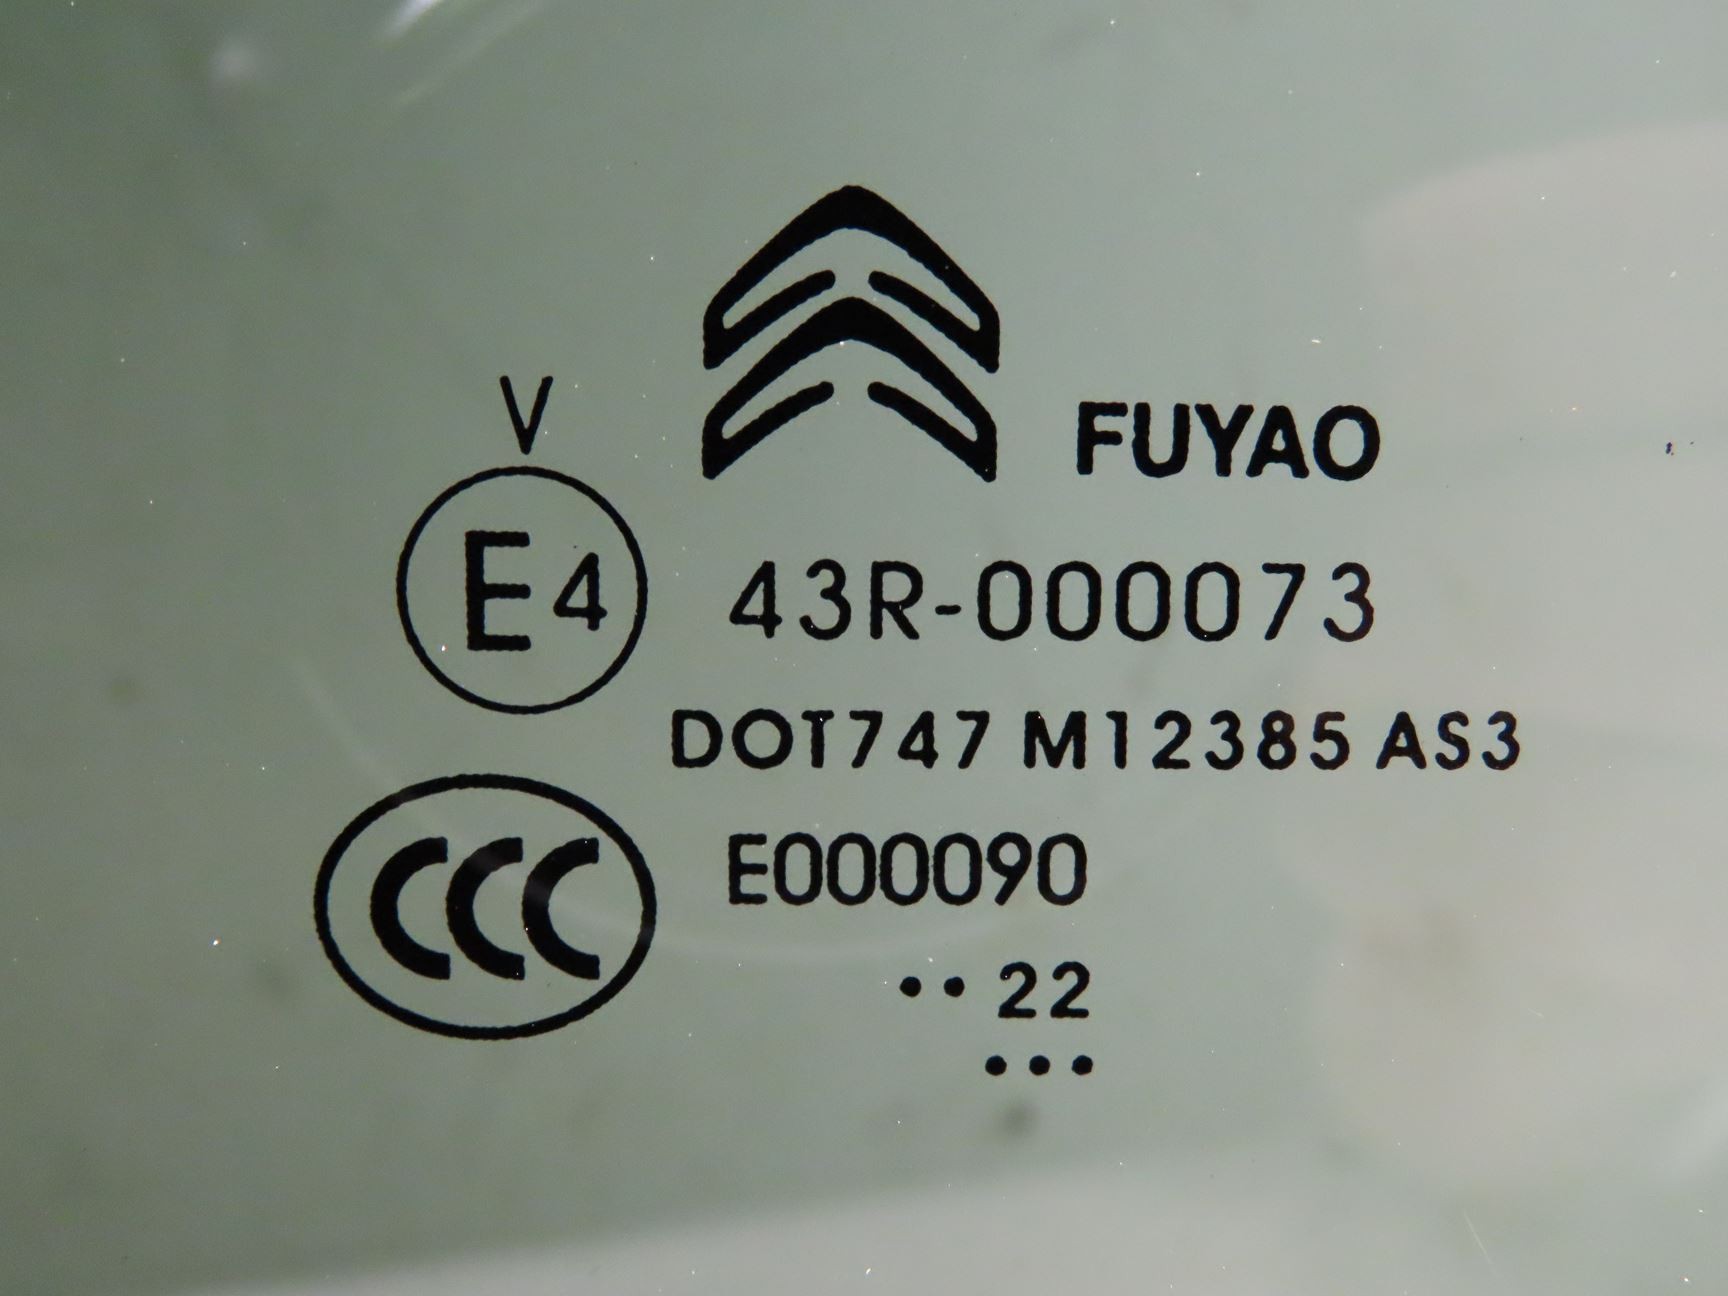 FUYAO
V
E4 43R-000073
DOT747 M12385 AS3
CCC E000090
••22
•••